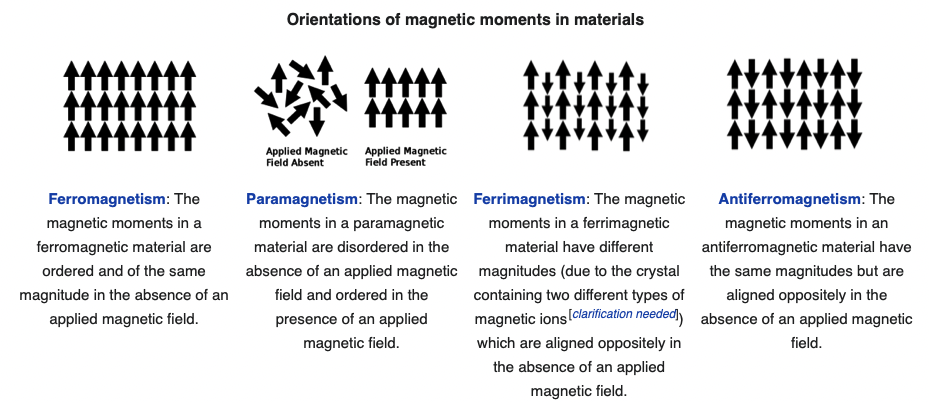 Orientations of magnetic moments in materials
Applied Magnetic
Field Absent
Applied Magnetic
Field Present
Ferromagnetism: The
magnetic moments in a
ferromagnetic material are
ordered and of the same
magnitude in the absence of an
applied magnetic field.
Paramagnetism: The magnetic
moments in a paramagnetic
material are disordered in the
absence of an applied magnetic
field and ordered in the
presence of an applied
magnetic field.
Ferrimagnetism: The magnetic
moments in a ferrimagnetic
material have different
magnitudes (due to the crystal
containing two different types of
magnetic ions[clarification needed])
which are aligned oppositely in
the absence of an applied
magnetic field.
Antiferromagnetism: The
magnetic moments in an
antiferromagnetic material have
the same magnitudes but are
aligned oppositely in the
absence of an applied magnetic
field.